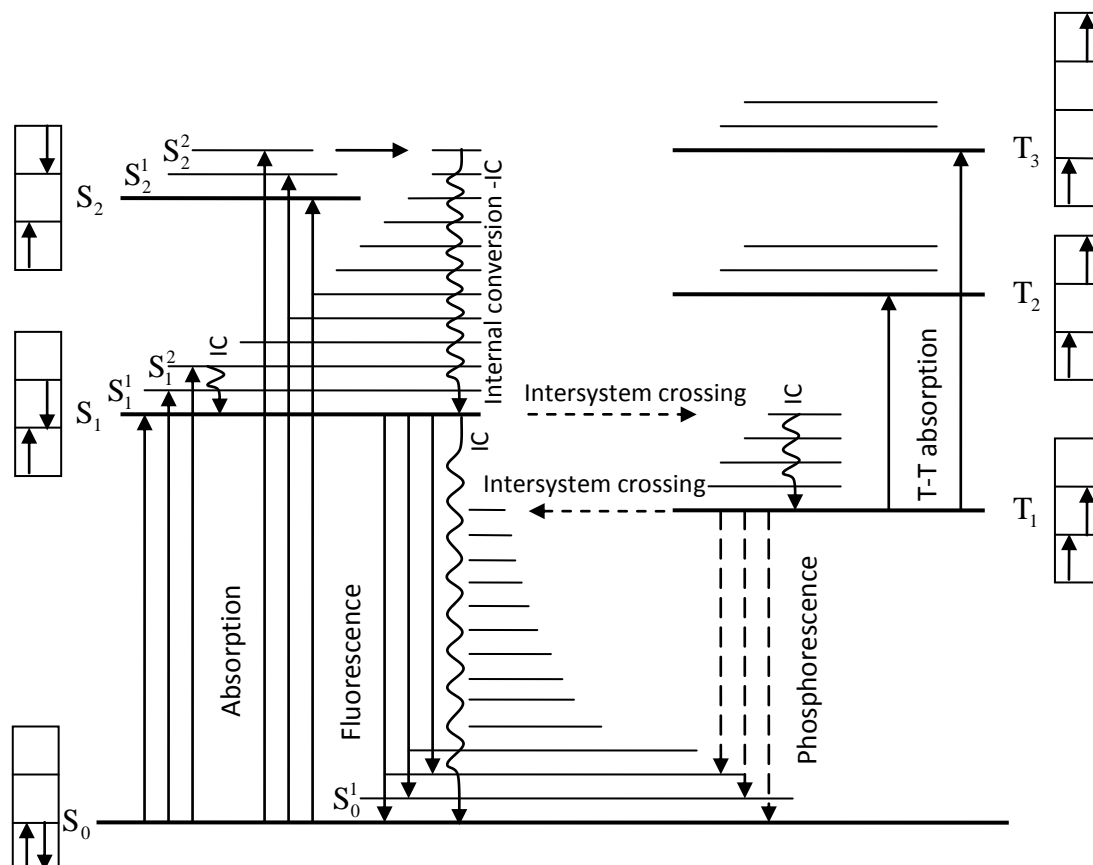 S₂²
S₂¹
S₂
Internal conversion -IC
T₃
T₂
IC
S₁²
S₁¹
S₁
Intersystem crossing
IC
IC
T-T absorption
Intersystem crossing
T₁
Absorption
Fluorescence
Phosphorescence
S₀¹
S₀